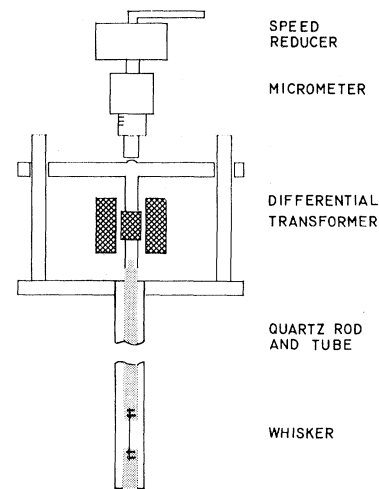 SPEED
REDUCER
MICROMETER
DIFFERENTIAL
TRANSFORMER
QUARTZ ROD
AND TUBE
WHISKER